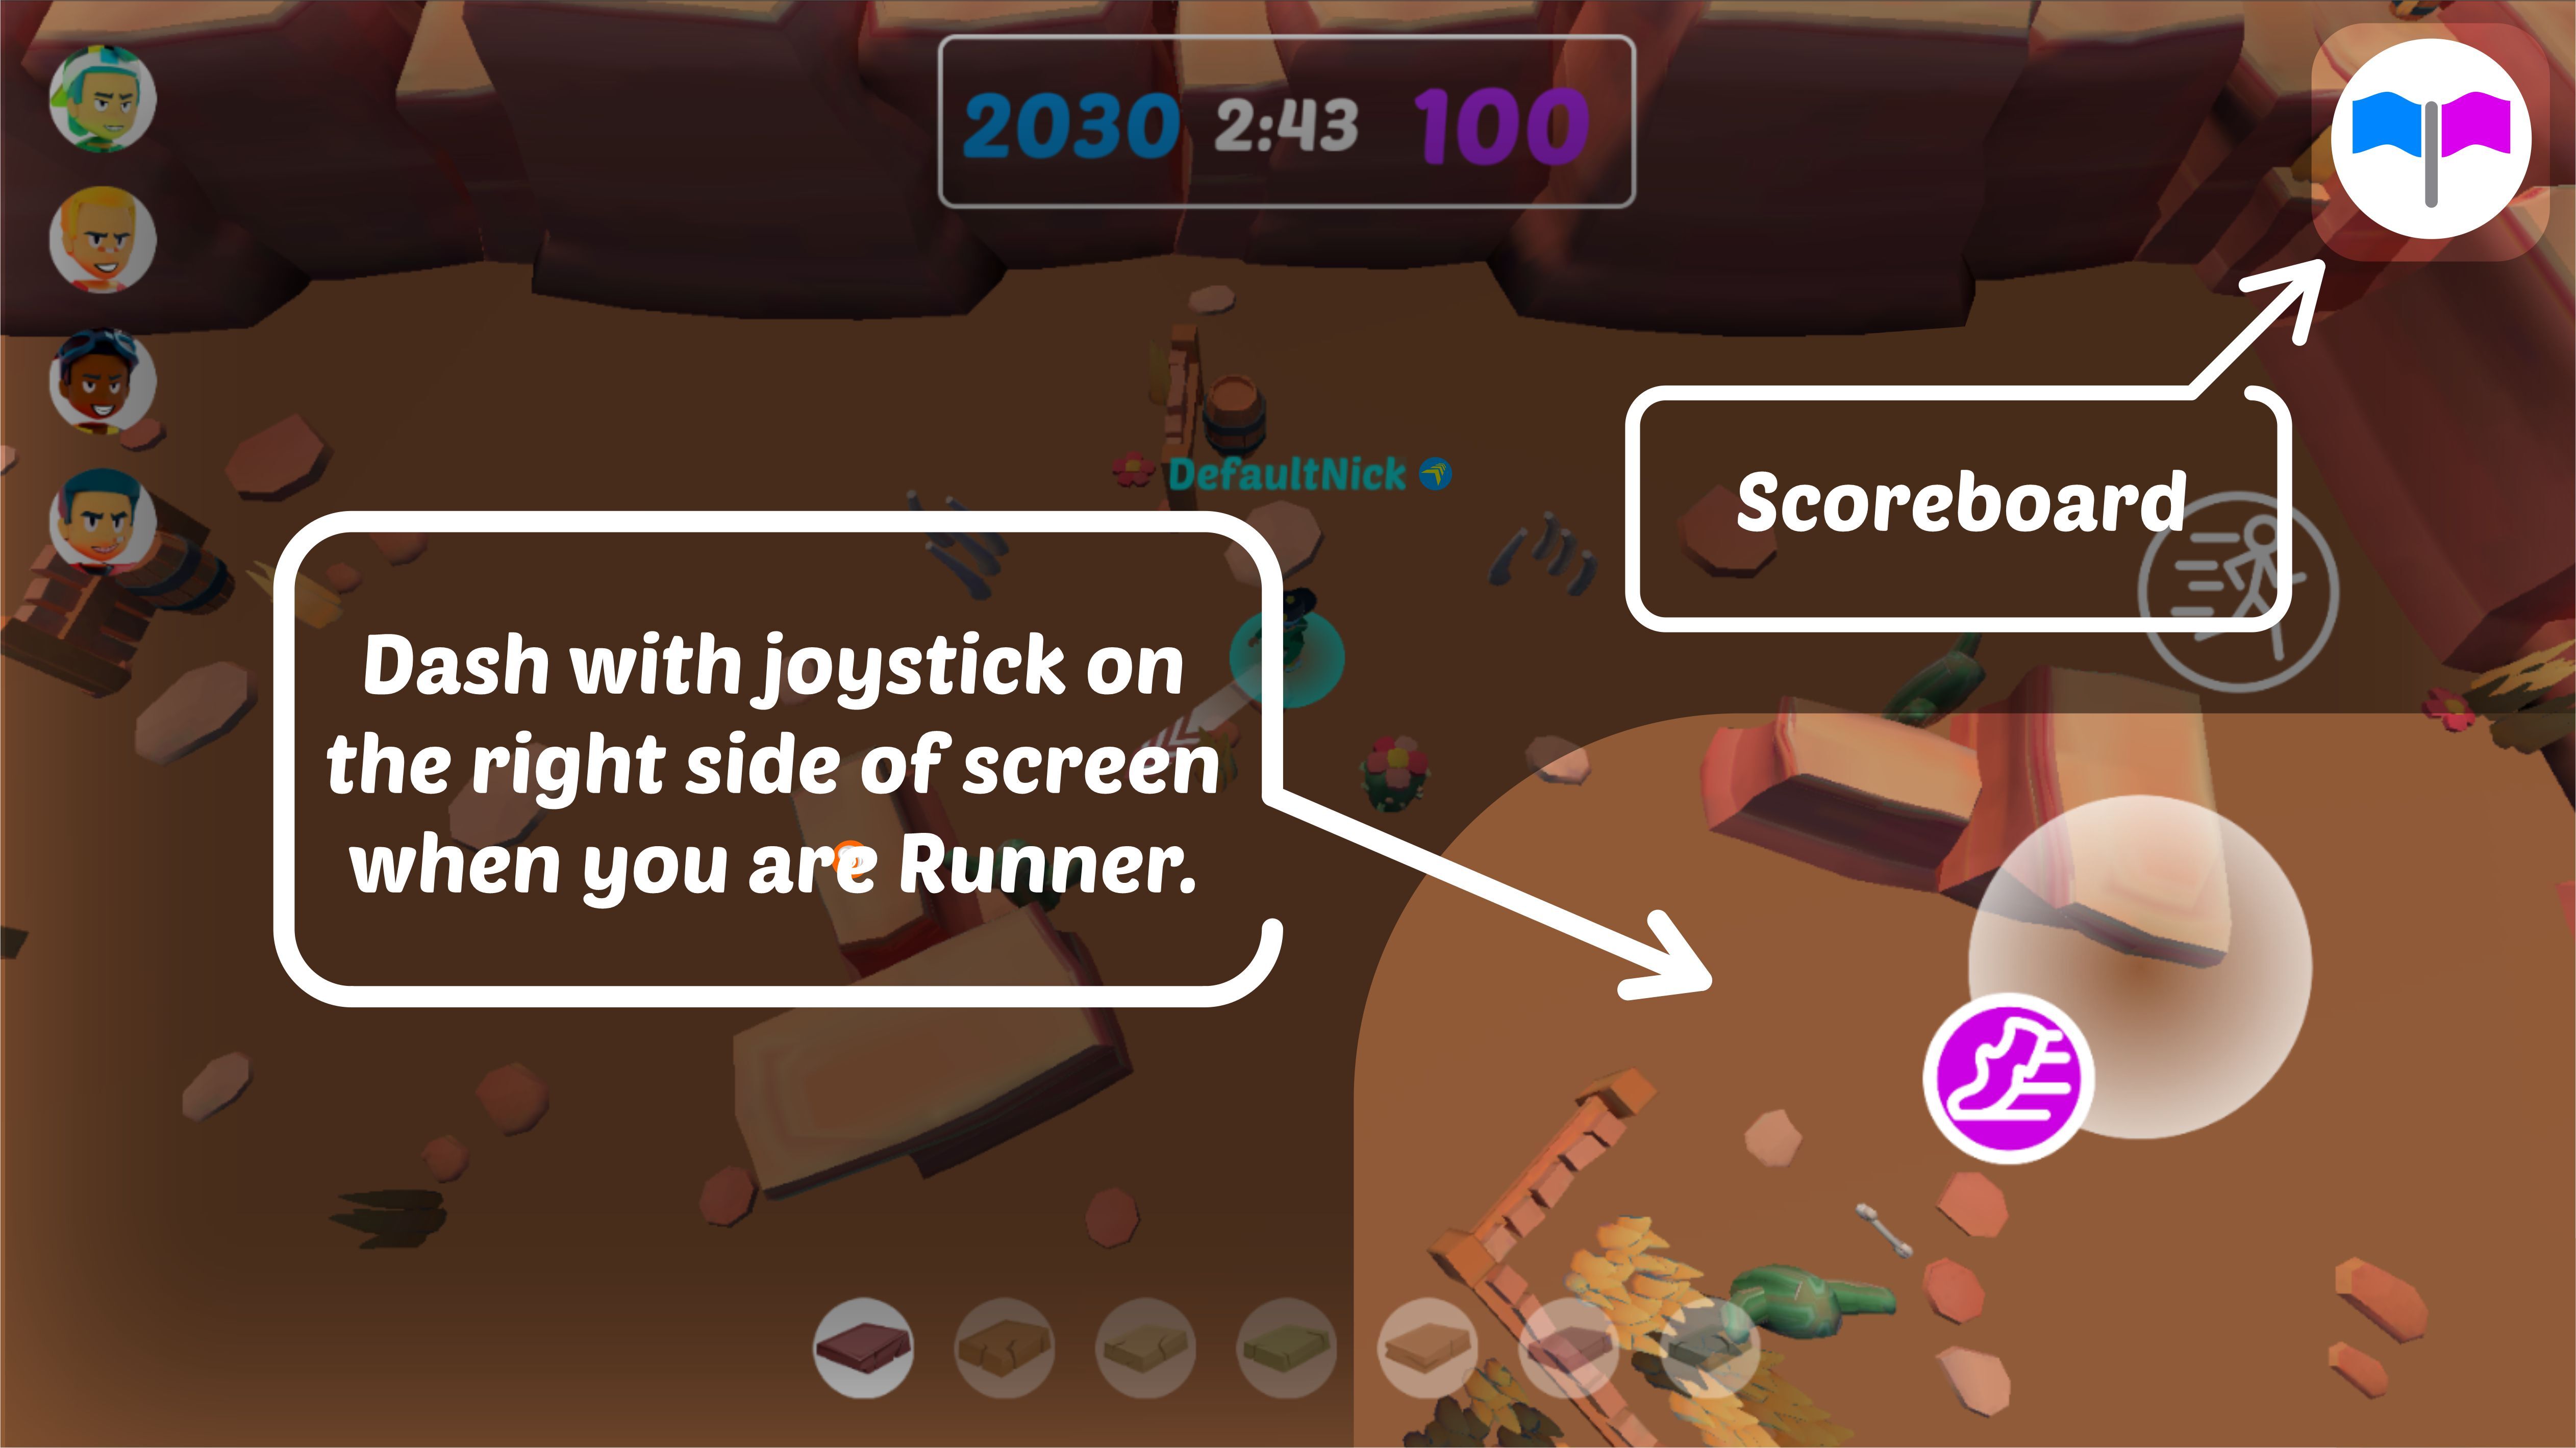 2030 2:43 100
DefaultNick
Scoreboard
Dash with joystick on
the right side of screen
when you are Runner.